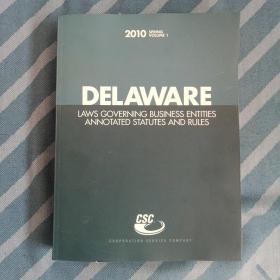 2010 SPRING VOLUME 1
DELAWARE
LAWS GOVERNING BUSINESS ENTITIES
ANNOTATED STATUTES AND RULES
CSC
CORPORATION SERVICE COMPANY